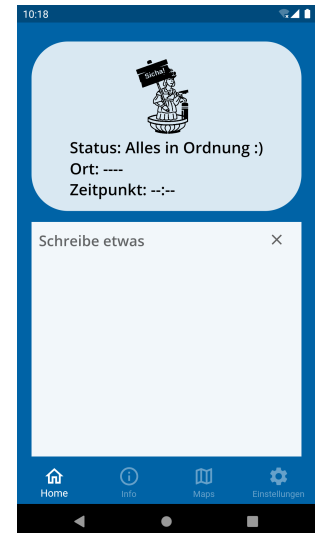 10:18
Sicha!
Status: Alles in Ordnung :)
Ort: ----
Zeitpunkt: --:--
Schreibe etwas
Home
Info
Maps
Einstellungen